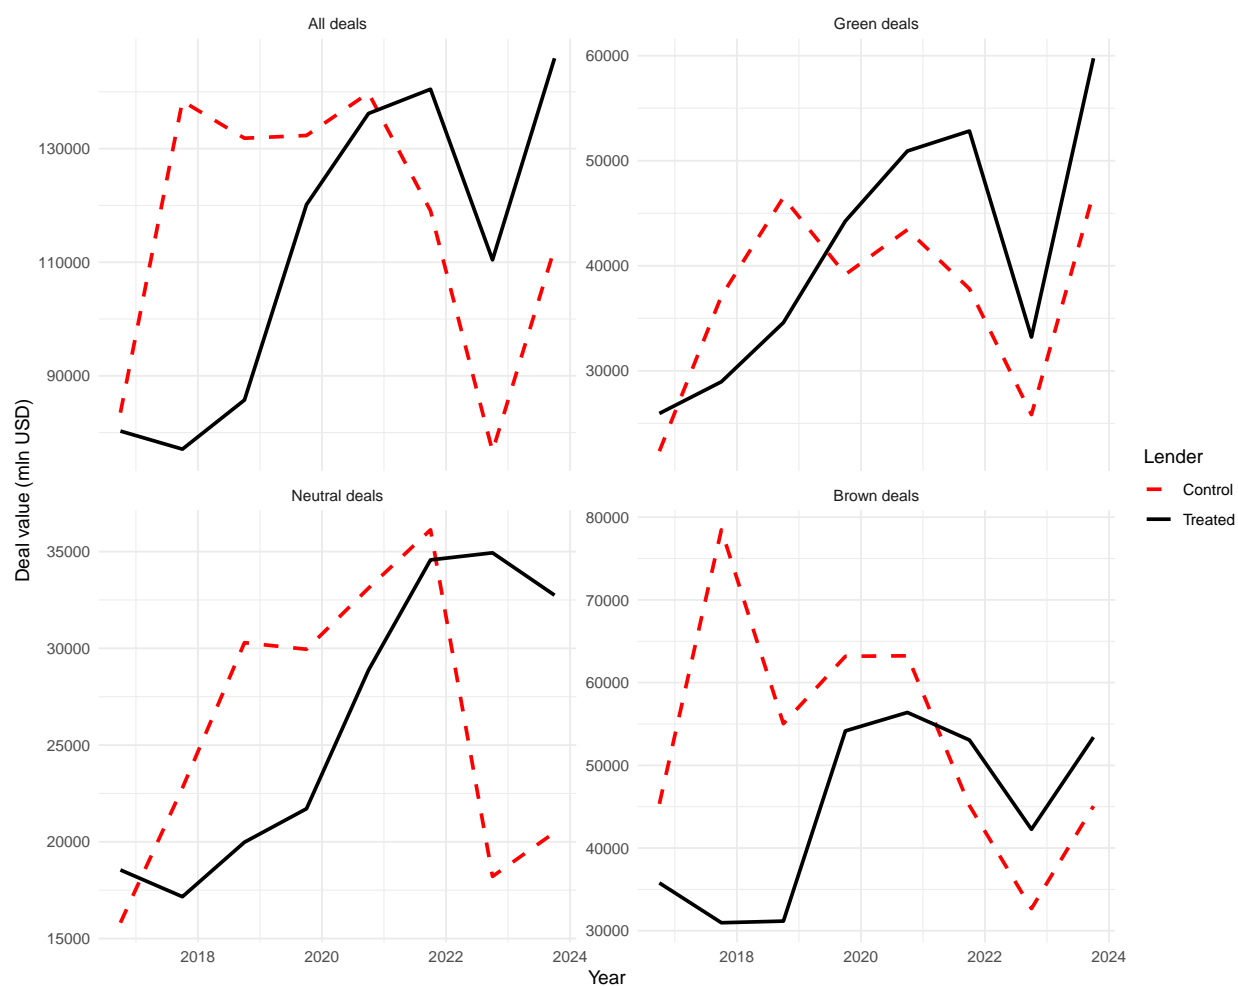 All deals
Green deals
130000
110000
90000
60000
50000
40000
30000
Neutral deals
Brown deals
35000
30000
25000
20000
15000
80000
70000
60000
50000
40000
30000
2018
2020
2022
2024
2018
2020
2022
2024
Year
Deal value (mln USD)
Lender
Control
Treated